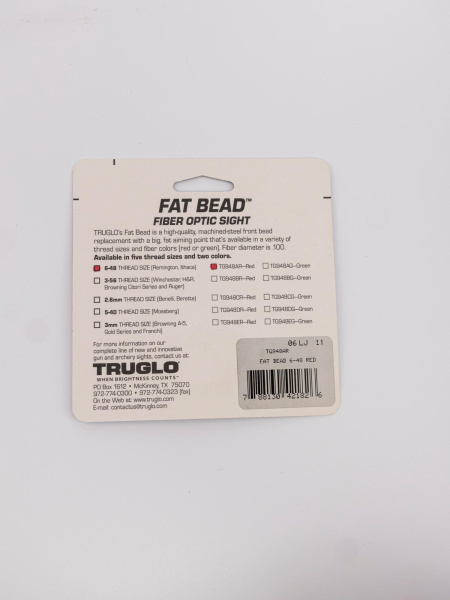 FAT BEAD™
FIBER OPTIC SIGHT
TRUGLO's Fat Bead is a high-quality, machined-steel front bead
replacement with a big, fat aiming point that's available in a variety of
thread sizes and fiber colors (red or green). Fiber diameter is .100.
Available in five thread sizes and two colors.
6-48 THREAD SIZE (Remington, Ithaca) TG948AR—Red TG948AG—Green
3-56 THREAD SIZE (Winchester, H&R, TG948BR—Red TG948BG—Green
Browning Citori Series and Ruger)
2.6mm THREAD SIZE (Benelli, Beretta) TG948CR—Red TG948CG—Green
5-40 THREAD SIZE (Mossberg) TG948DR—Red TG948DG—Green
3mm THREAD SIZE (Browning A-5, TG948ER—Red TG948EG—Green
Gold Series and Franchi)
For more information on our
complete line of new and innovative
gun and archery sights, contact us at:
TRUGLO®
WHEN BRIGHTNESS COUNTS™
PO Box 1612 • McKinney, TX 75070
972-774-0300 • 972-774-0323 (fax)
On the Web at: www.truglo.com
E-mail: contactus@truglo.com
06LJ 11
TG948AR
FAT BEAD 6-48 RED
7 88130 42182 6